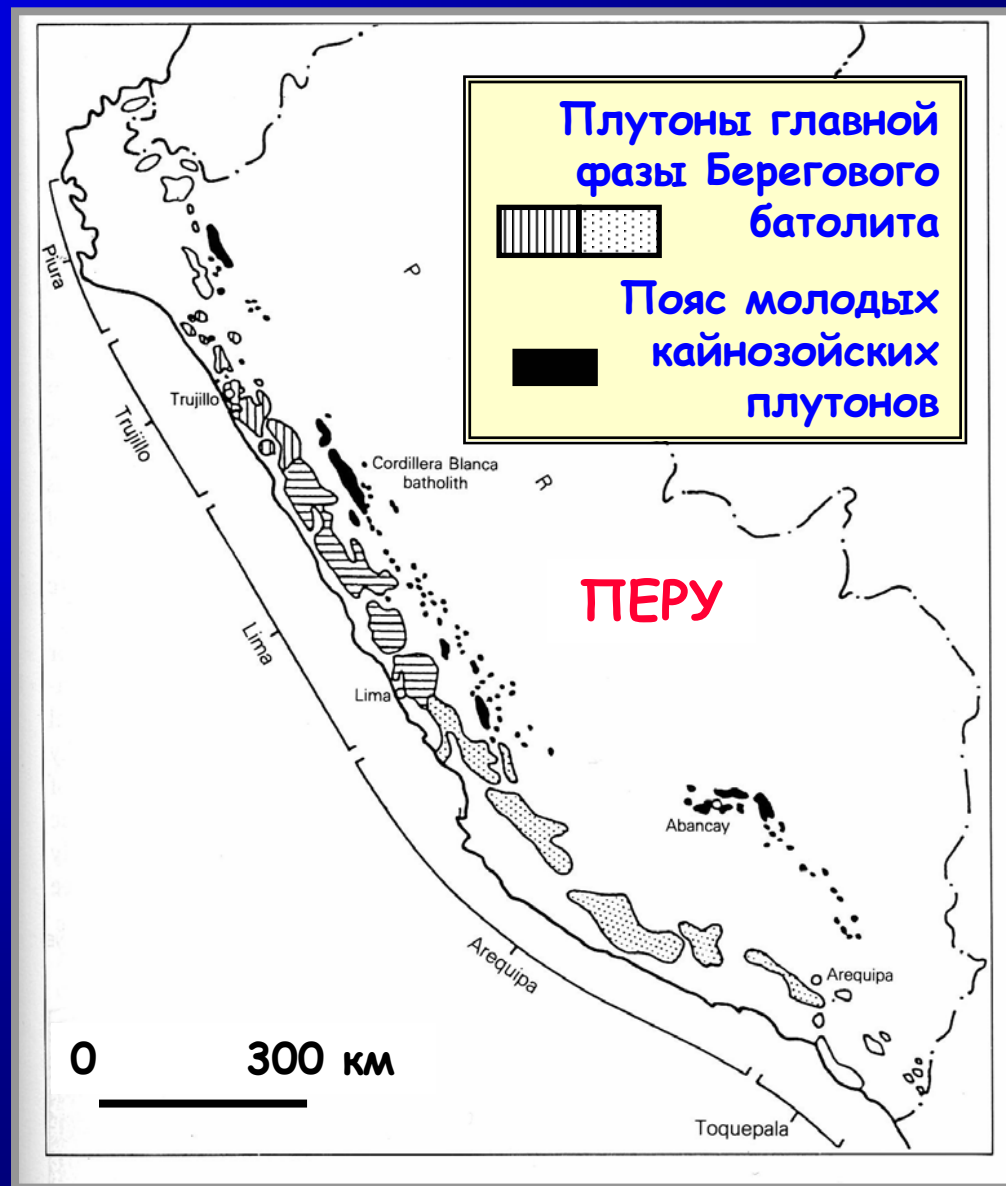 Плутоны главной
фазы Берегового
батолита
Пояс молодых
кайнозойских
плутонов
Piura
P
Trujillo
Trujillo
Cordillera Blanca
batholith
R
ПЕРУ
Lima
Lima
Abancay
Arequipa
Arequipa
0 300 км
Toquepala